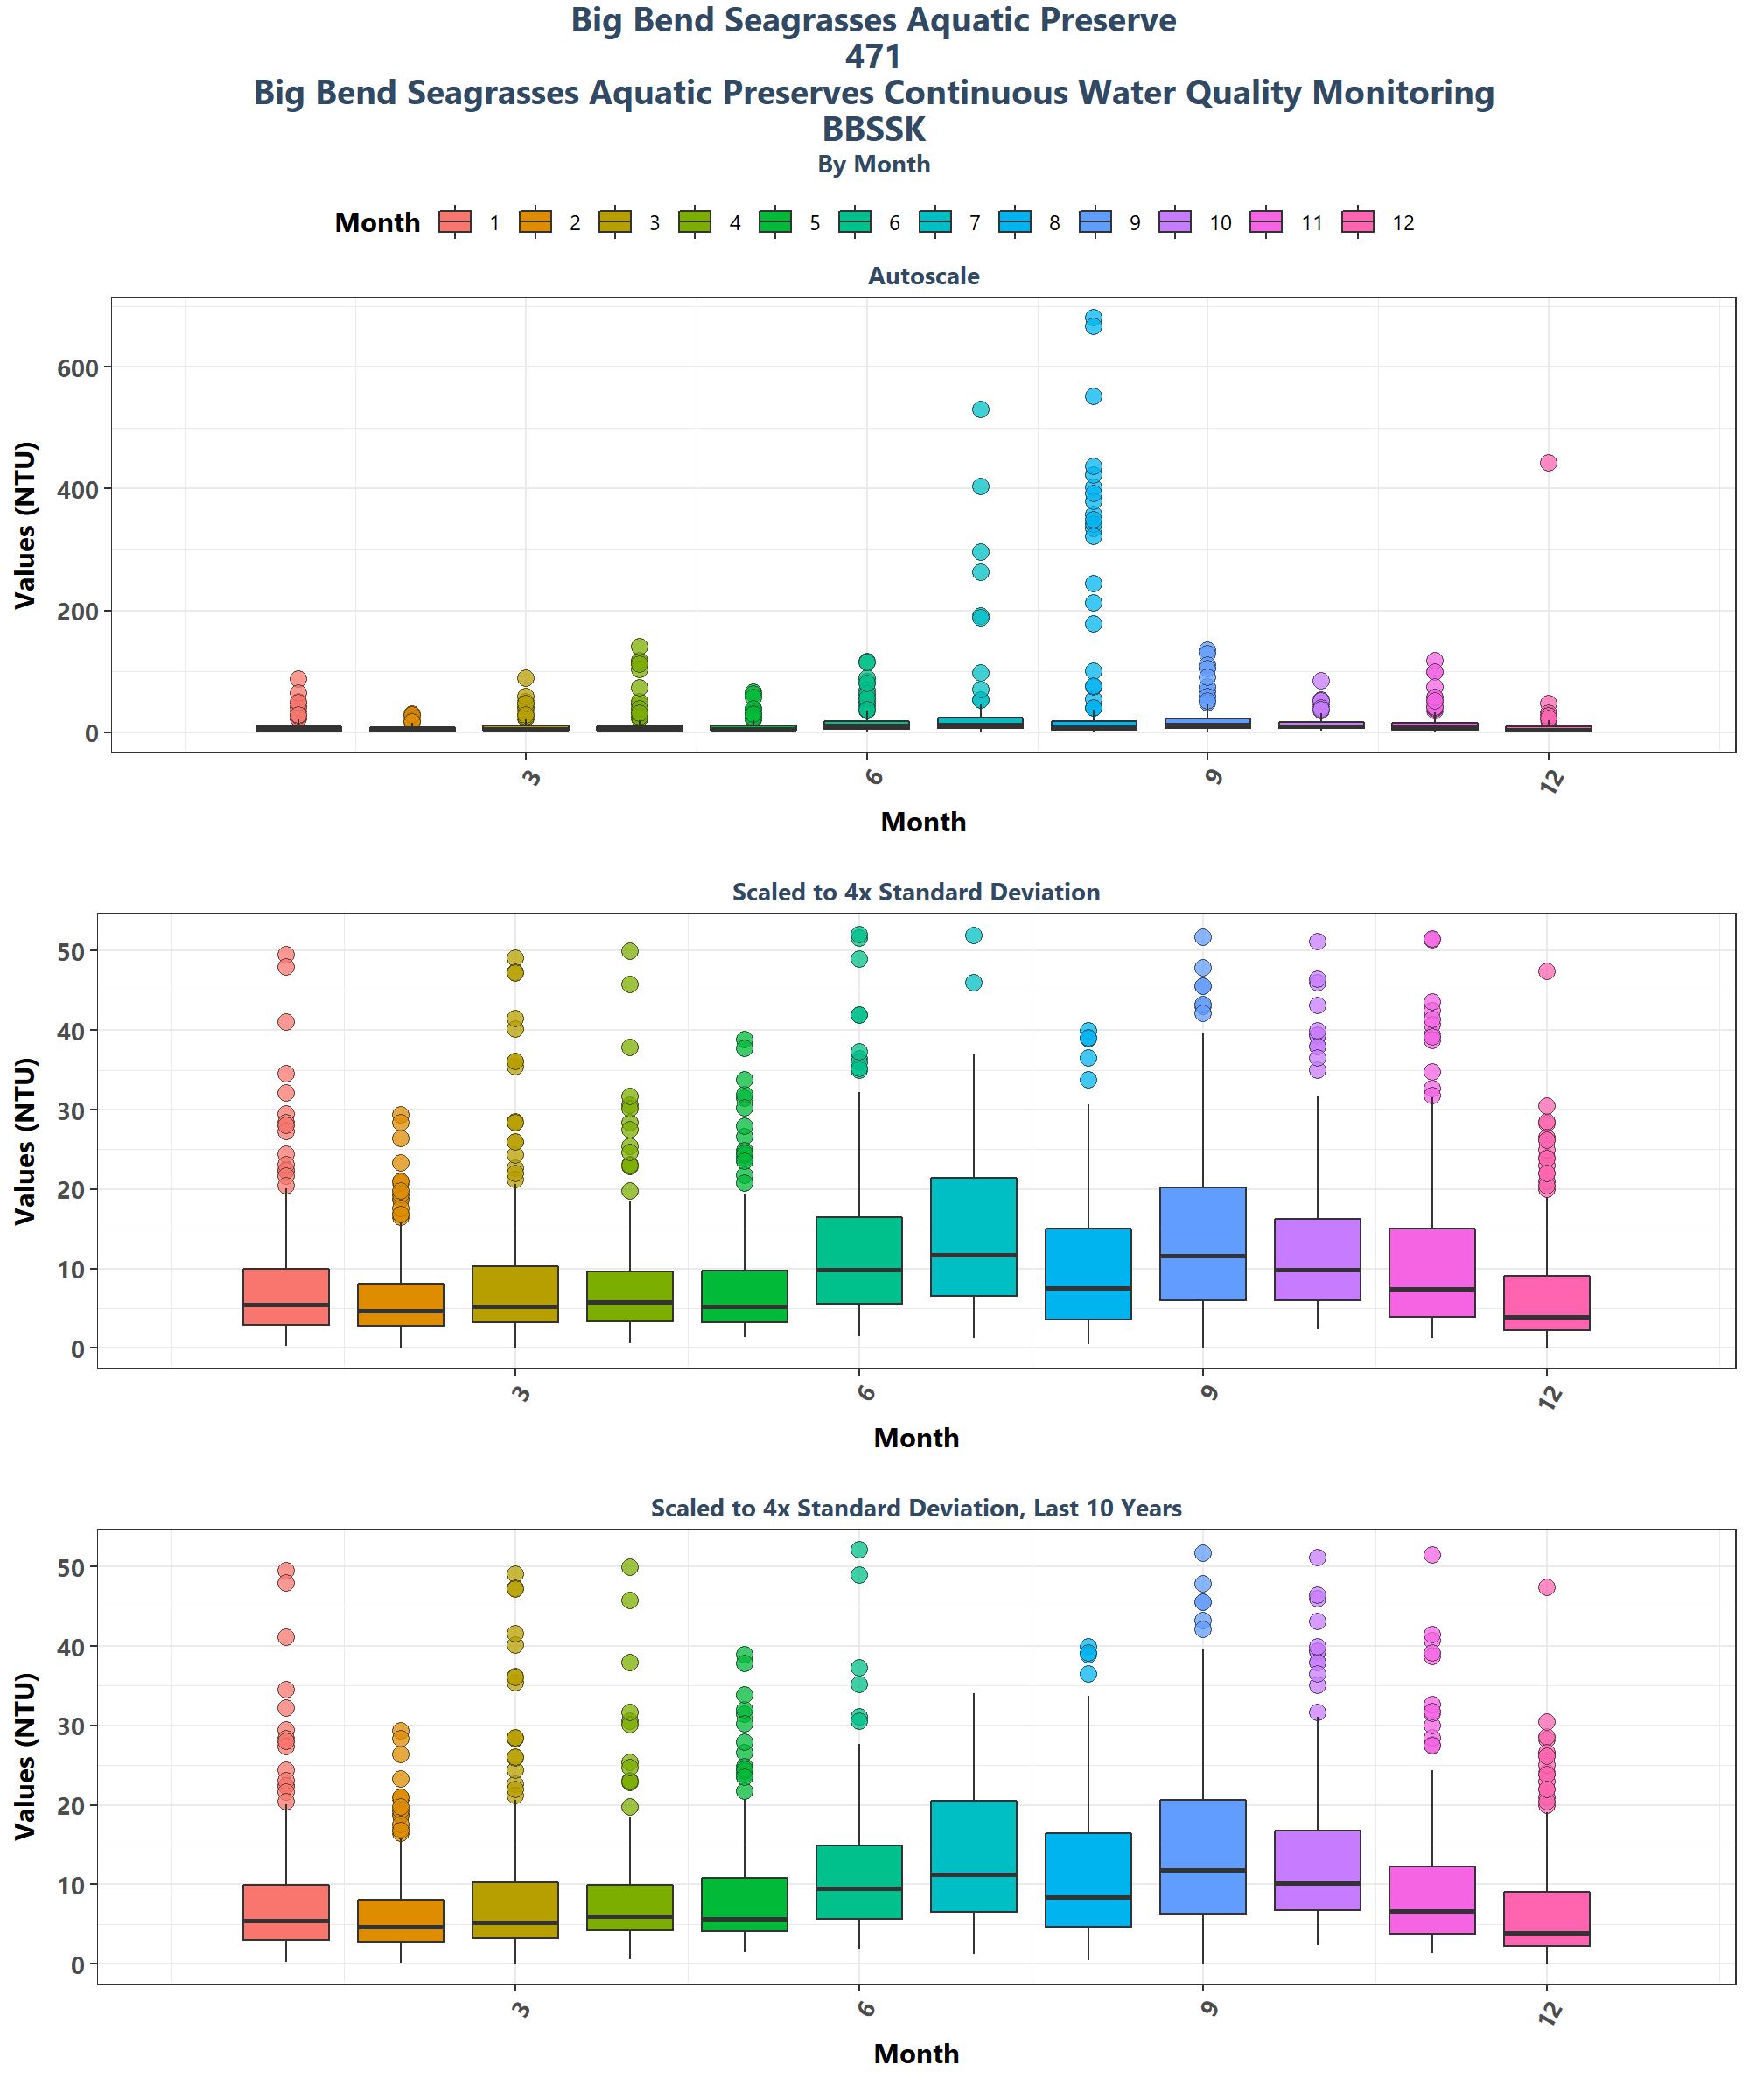 Big Bend Seagrasses Aquatic Preserve
471
Big Bend Seagrasses Aquatic Preserves Continuous Water Quality Monitoring
BBSSK
By Month
Month 1 2 3 4 5 6 7 8 9 10 11 12
Autoscale
Values (NTU)
600
400
200
0
3 6 9 12
Month
Scaled to 4x Standard Deviation
Values (NTU)
50
40
30
20
10
0
3 6 9 12
Month
Scaled to 4x Standard Deviation, Last 10 Years
Values (NTU)
50
40
30
20
10
0
3 6 9 12
Month